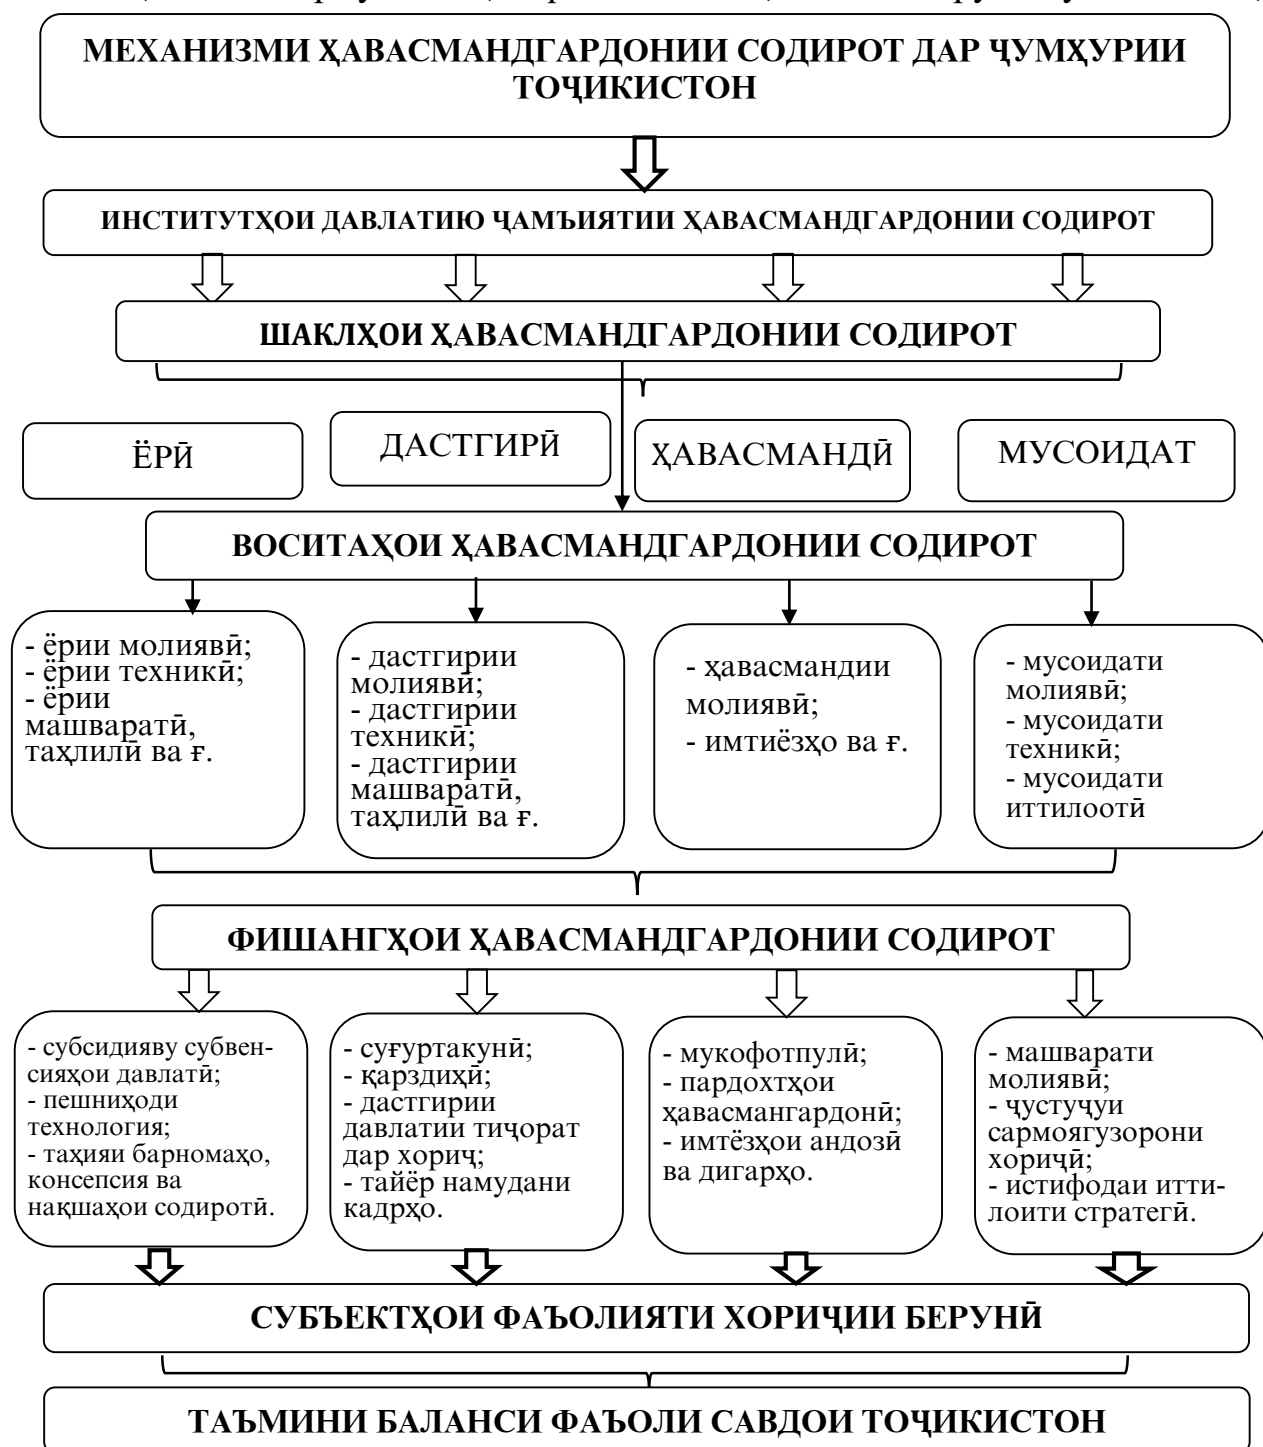 МЕХАНИЗМИ ҲАВАСМАНДГАРДОНИИ СОДИРОТ ДАР ҶУМҲУРИИ
ТОҶИКИСТОН
ИНСТИТУТҲОИ ДАВЛАТИЮ ҶАМЪИЯТИИ ҲАВАСМАНДГАРДОНИИ СОДИРОТ
ШАКЛҲОИ ҲАВАСМАНДГАРДОНИИ СОДИРОТ
ЁРӢ
ДАСТГИРӢ
ҲАВАСМАНДӢ
МУСОИДАТ
ВОСИТАҲОИ ҲАВАСМАНДГАРДОНИИ СОДИРОТ
- ёрии молиявӣ;
- ёрии техникӣ;
- ёрии
машваратӣ,
таҳлилӣ ва ғ.
- дастгирии
молиявӣ;
- дастгирии
техникӣ;
- дастгирии
машваратӣ,
таҳлилӣ ва ғ.
- ҳавасмандии
молиявӣ;
- имтиёзҳо ва ғ.
- мусоидати
молиявӣ;
- мусоидати
техникӣ;
- мусоидати
иттилоотӣ
ФИШАНГҲОИ ҲАВАСМАНДГАРДОНИИ СОДИРОТ
- субсидияву субвен-
сияҳои давлатӣ;
- пешниҳоди
технология;
- таҳияи барномаҳо,
консепсия ва
нақшаҳои содиротӣ.
- суғуртакунӣ;
- қарздиҳӣ;
- дастгирии
давлатии тиҷорат
дар хориҷ;
- тайёр намудани
кадрҳо.
- мукофотпулӣ;
- пардохтҳои
ҳавасмангардонӣ;
- имтёзҳои андозӣ
ва дигарҳо.
- машварати
молиявӣ;
- ҷустуҷуи
сармоягузорони
хориҷӣ;
- истифодаи итти-
лоити стратегӣ.
СУБЪЕКТҲОИ ФАЪОЛИЯТИ ХОРИҶИИ БЕРУНӢ
ТАЪМИНИ БАЛАНСИ ФАЪОЛИ САВДОИ ТОҶИКИСТОН